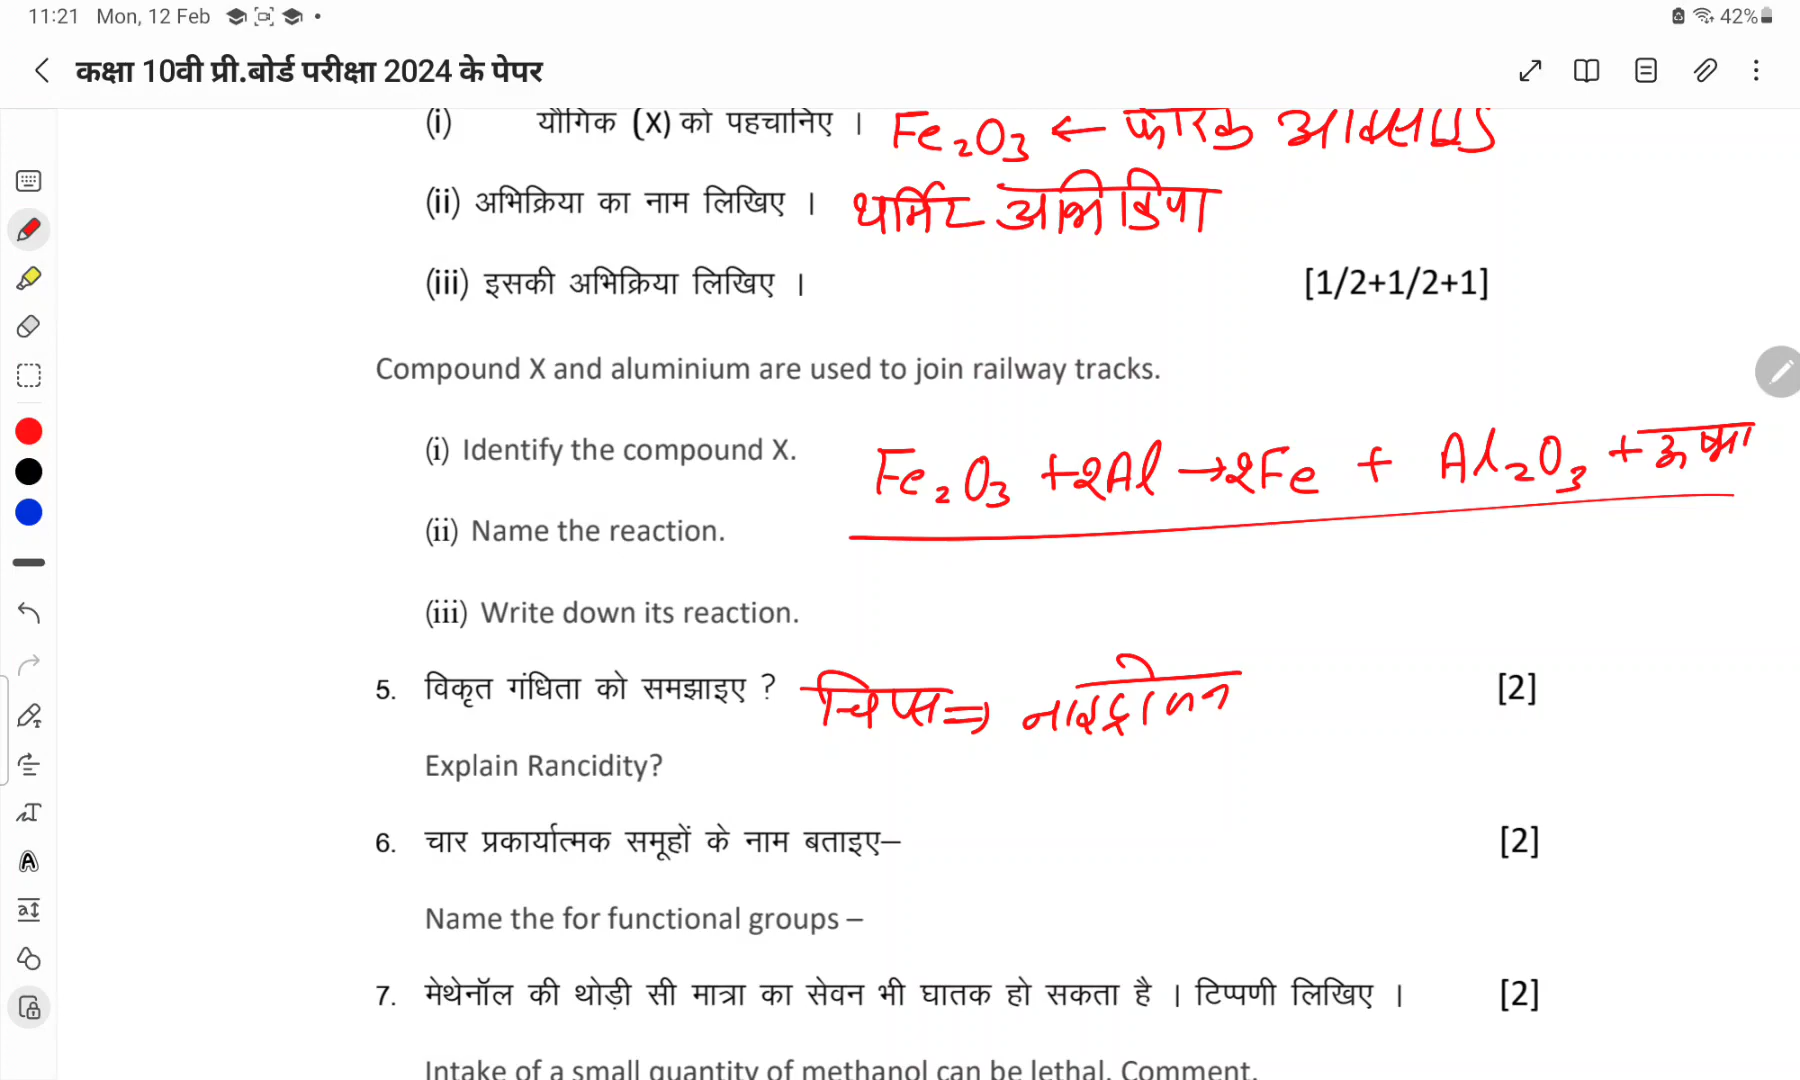 11:21 Mon, 12 Feb 42%
कक्षा 10वी प्री.बोर्ड परीक्षा 2024 के पेपर
(i) यौगिक (X) को पहचानिए । Fe₂O₃ ← फेरिक आक्साइड
(ii) अभिक्रिया का नाम लिखिए । थर्मिट अभिक्रिया
(iii) इसकी अभिक्रिया लिखिए । [1/2+1/2+1]
Compound X and aluminium are used to join railway tracks.
(i) Identify the compound X.
Fe₂O₃ +2Al →2Fe + Al₂O₃ +ऊष्मा
(ii) Name the reaction.
(iii) Write down its reaction.
5. विकृत गंधिता को समझाइए ? चिप्स ⇒ नाइट्रोजन [2]
Explain Rancidity?
6. चार प्रकार्यात्मक समूहों के नाम बताइए– [2]
Name the for functional groups –
7. मेथेनॉल की थोड़ी सी मात्रा का सेवन भी घातक हो सकता है । टिप्पणी लिखिए । [2]
Intake of a small quantity of methanol can be lethal. Comment.